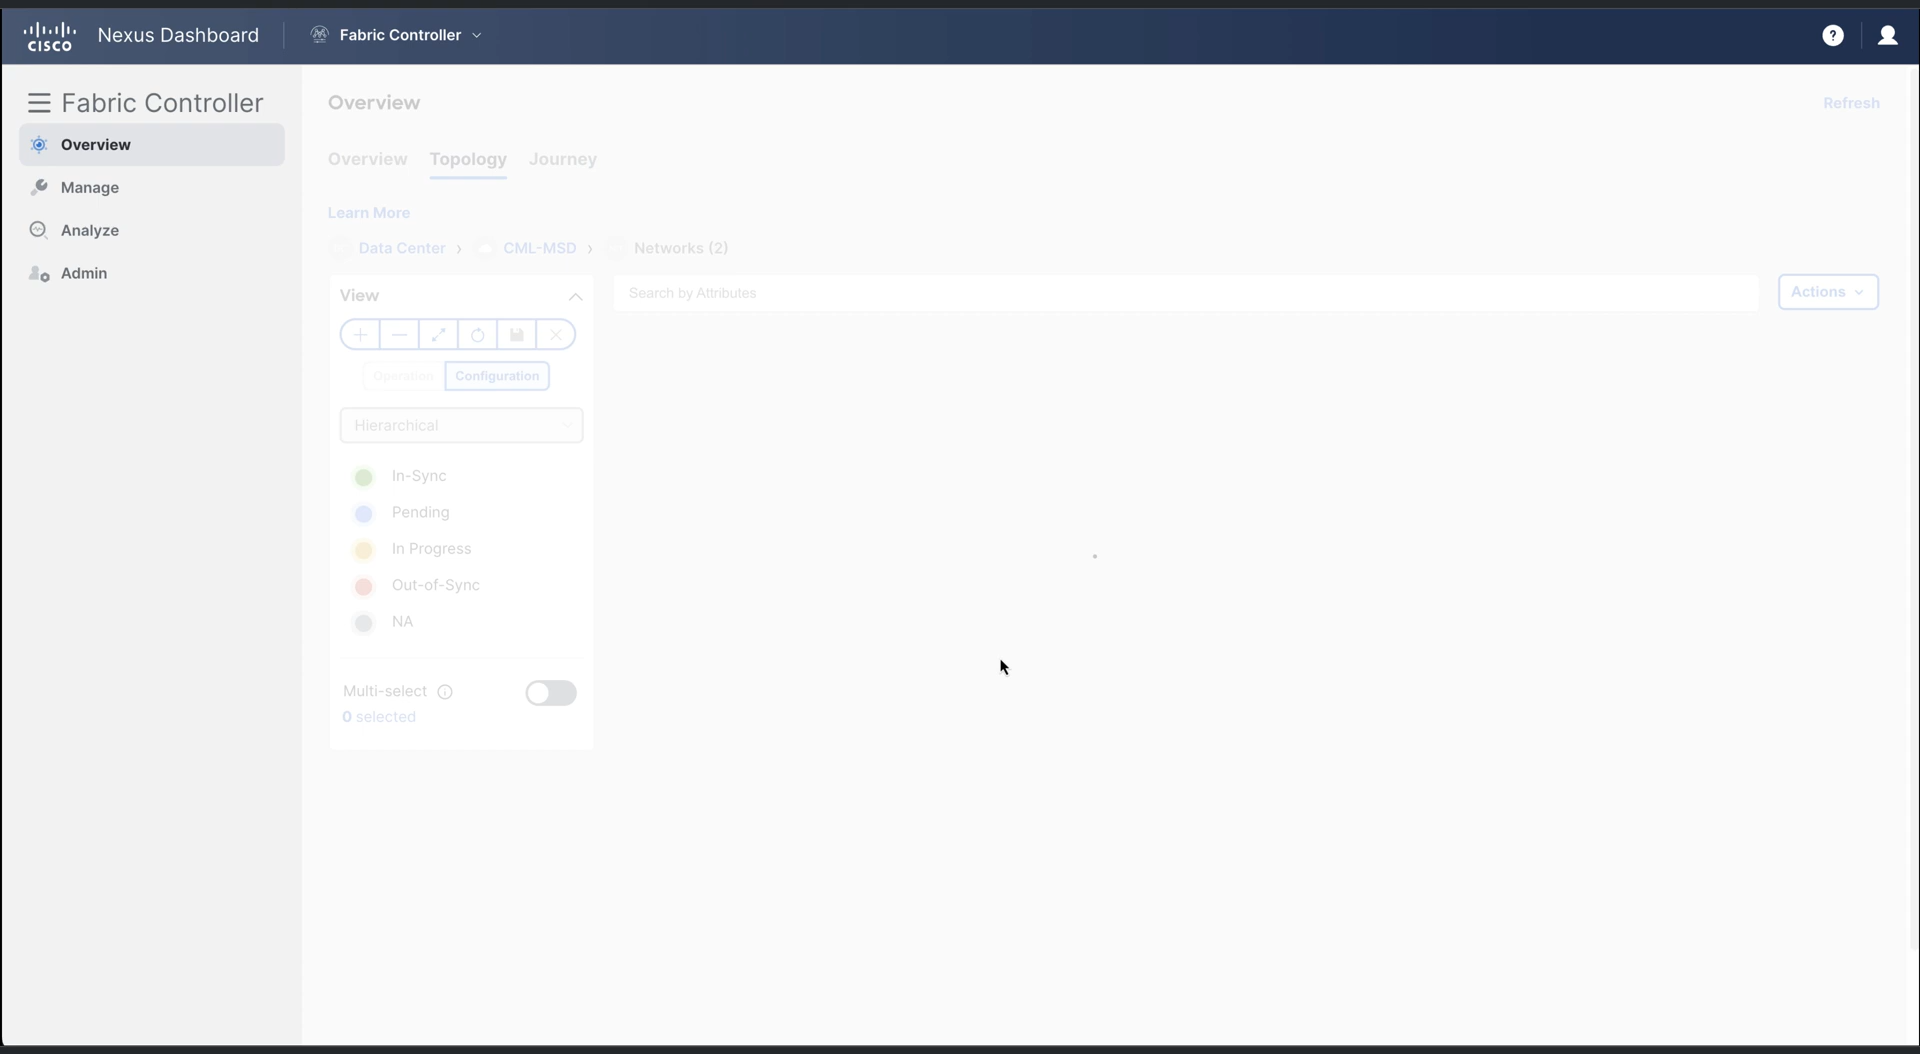 CISCO Nexus Dashboard Fabric Controller ?
Fabric Controller
Overview
Manage
Analyze
Admin
Overview Refresh
Overview Topology Journey
Learn More
Data Center › CML-MSD › Networks (2)
View
Search by Attributes
Actions
Operation Configuration
Hierarchical
In-Sync
Pending
In Progress
Out-of-Sync
NA
Multi-select
0 selected